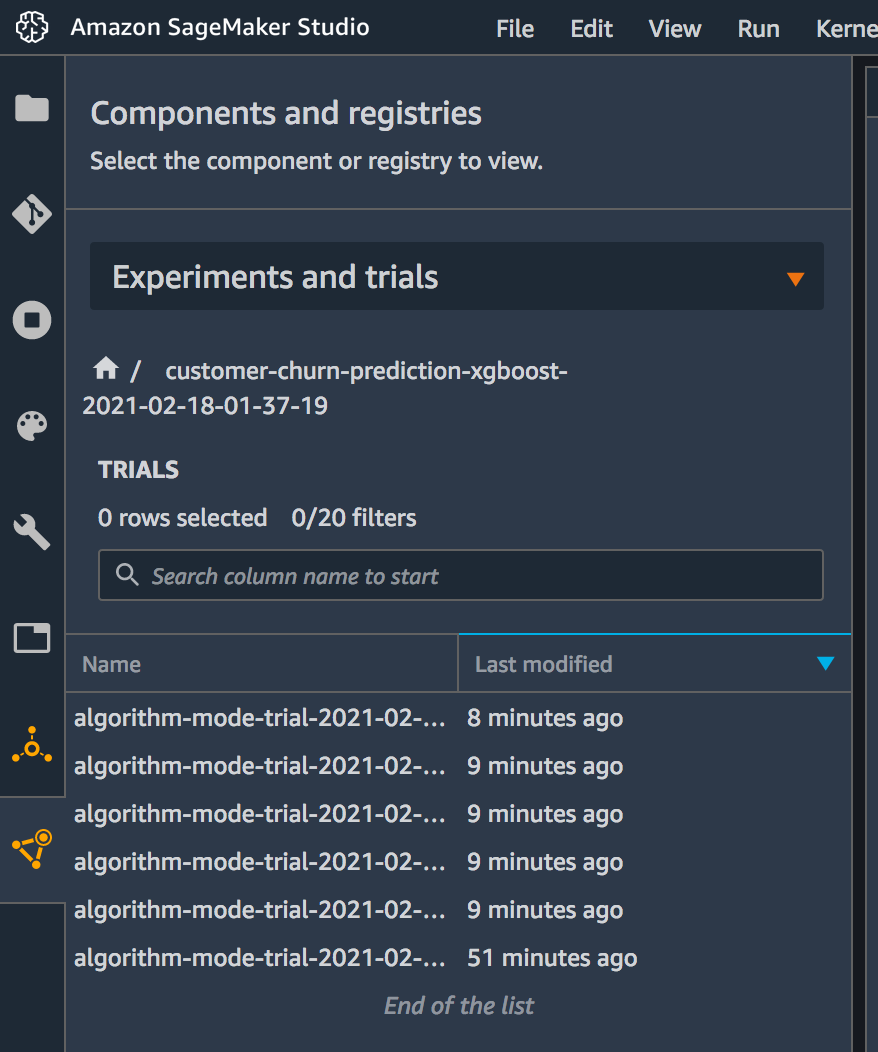 Amazon SageMaker Studio File Edit View Run Kerne
Components and registries
Select the component or registry to view.
Experiments and trials
/ customer-churn-prediction-xgboost-
2021-02-18-01-37-19
TRIALS
0 rows selected 0/20 filters
Search column name to start
Name Last modified
algorithm-mode-trial-2021-02-... 8 minutes ago
algorithm-mode-trial-2021-02-... 9 minutes ago
algorithm-mode-trial-2021-02-... 9 minutes ago
algorithm-mode-trial-2021-02-... 9 minutes ago
algorithm-mode-trial-2021-02-... 9 minutes ago
algorithm-mode-trial-2021-02-... 51 minutes ago
End of the list